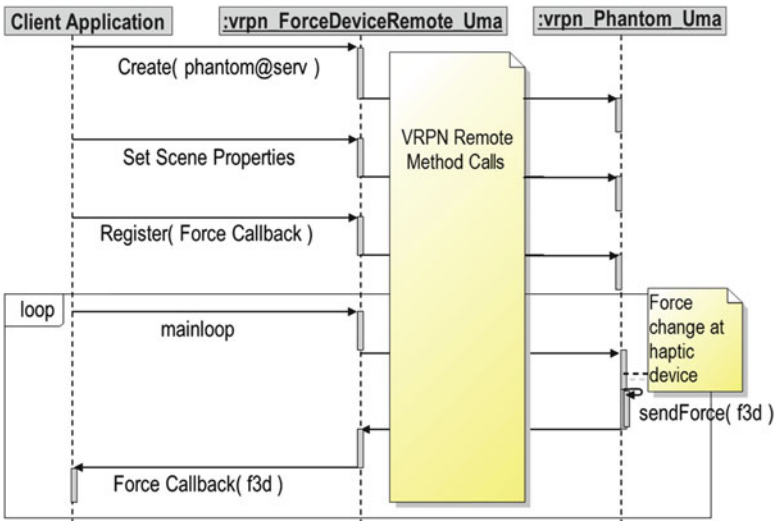 Client Application
:vrpn_ForceDeviceRemote_Uma
:vrpn_Phantom_Uma
Create( phantom@serv )
VRPN Remote
Method Calls
Set Scene Properties
Register( Force Callback )
loop
mainloop
Force
change at
haptic
device
sendForce( f3d )
Force Callback( f3d )